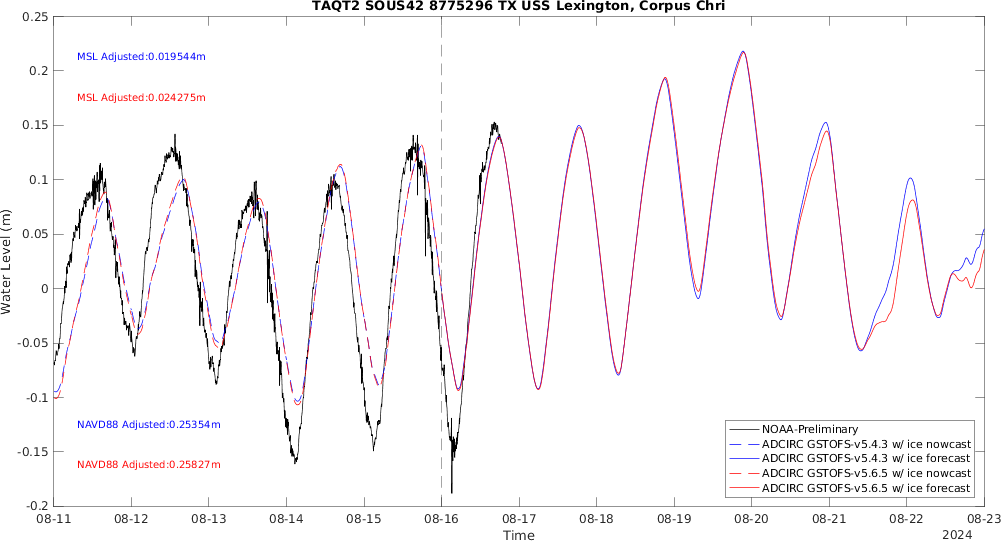 TAQT2 SOUS42 8775296 TX USS Lexington, Corpus Chri
0.25
0.2
0.15
0.1
0.05
0
-0.05
-0.1
-0.15
-0.2
Water Level (m)
MSL Adjusted:0.019544m
MSL Adjusted:0.024275m
NAVD88 Adjusted:0.25354m
NAVD88 Adjusted:0.25827m
NOAA-Preliminary
ADCIRC GSTOFS-v5.4.3 w/ ice nowcast
ADCIRC GSTOFS-v5.4.3 w/ ice forecast
ADCIRC GSTOFS-v5.6.5 w/ ice nowcast
ADCIRC GSTOFS-v5.6.5 w/ ice forecast
08-11 08-12 08-13 08-14 08-15 08-16 08-17 08-18 08-19 08-20 08-21 08-22 08-23
Time
2024